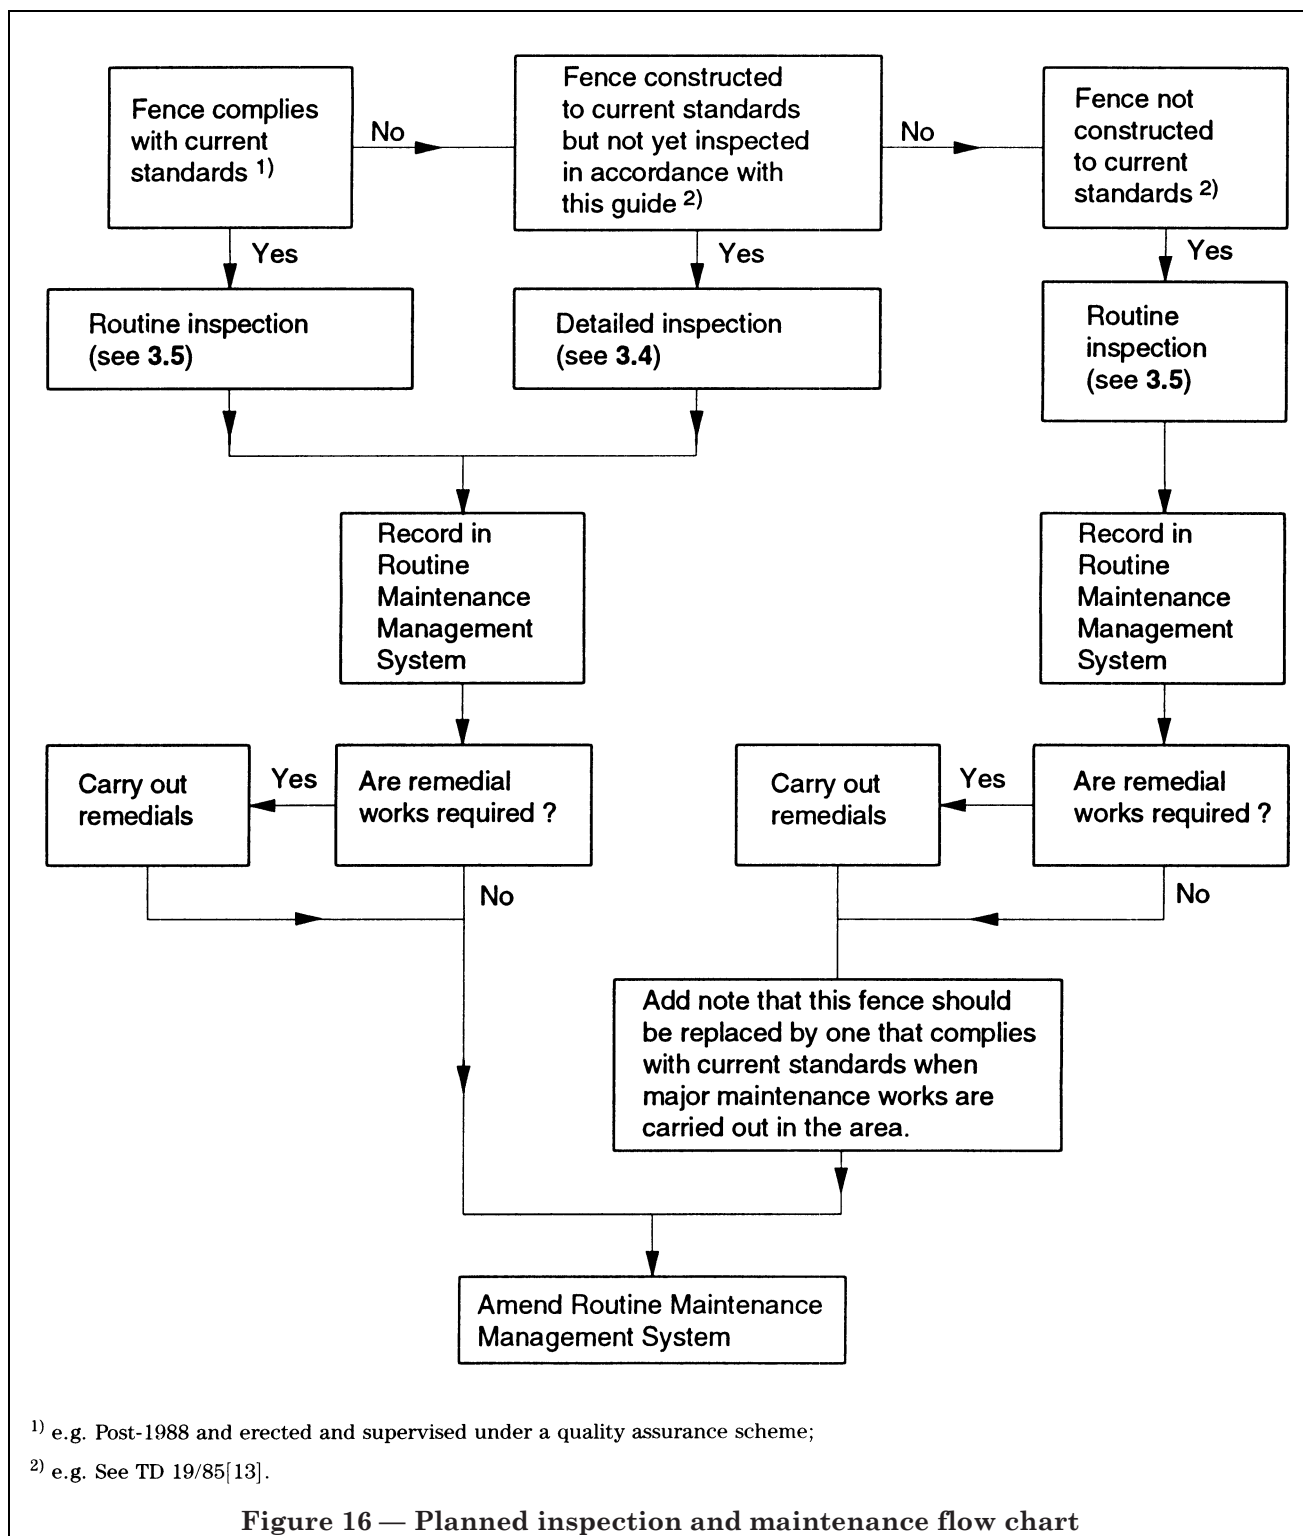 Fence complies
with current
standards 1)
No
Fence constructed
to current standards
but not yet inspected
in accordance with
this guide 2)
No
Fence not
constructed
to current
standards 2)
Yes
Yes
Yes
Routine inspection
(see 3.5)
Detailed inspection
(see 3.4)
Routine
inspection
(see 3.5)
Record in
Routine
Maintenance
Management
System
Record in
Routine
Maintenance
Management
System
Carry out
remedials
Yes
Are remedial
works required ?
Carry out
remedials
Yes
Are remedial
works required ?
No
No
Add note that this fence should
be replaced by one that complies
with current standards when
major maintenance works are
carried out in the area.
Amend Routine Maintenance
Management System
1) e.g. Post-1988 and erected and supervised under a quality assurance scheme;
2) e.g. See TD 19/85[13].
Figure 16 — Planned inspection and maintenance flow chart